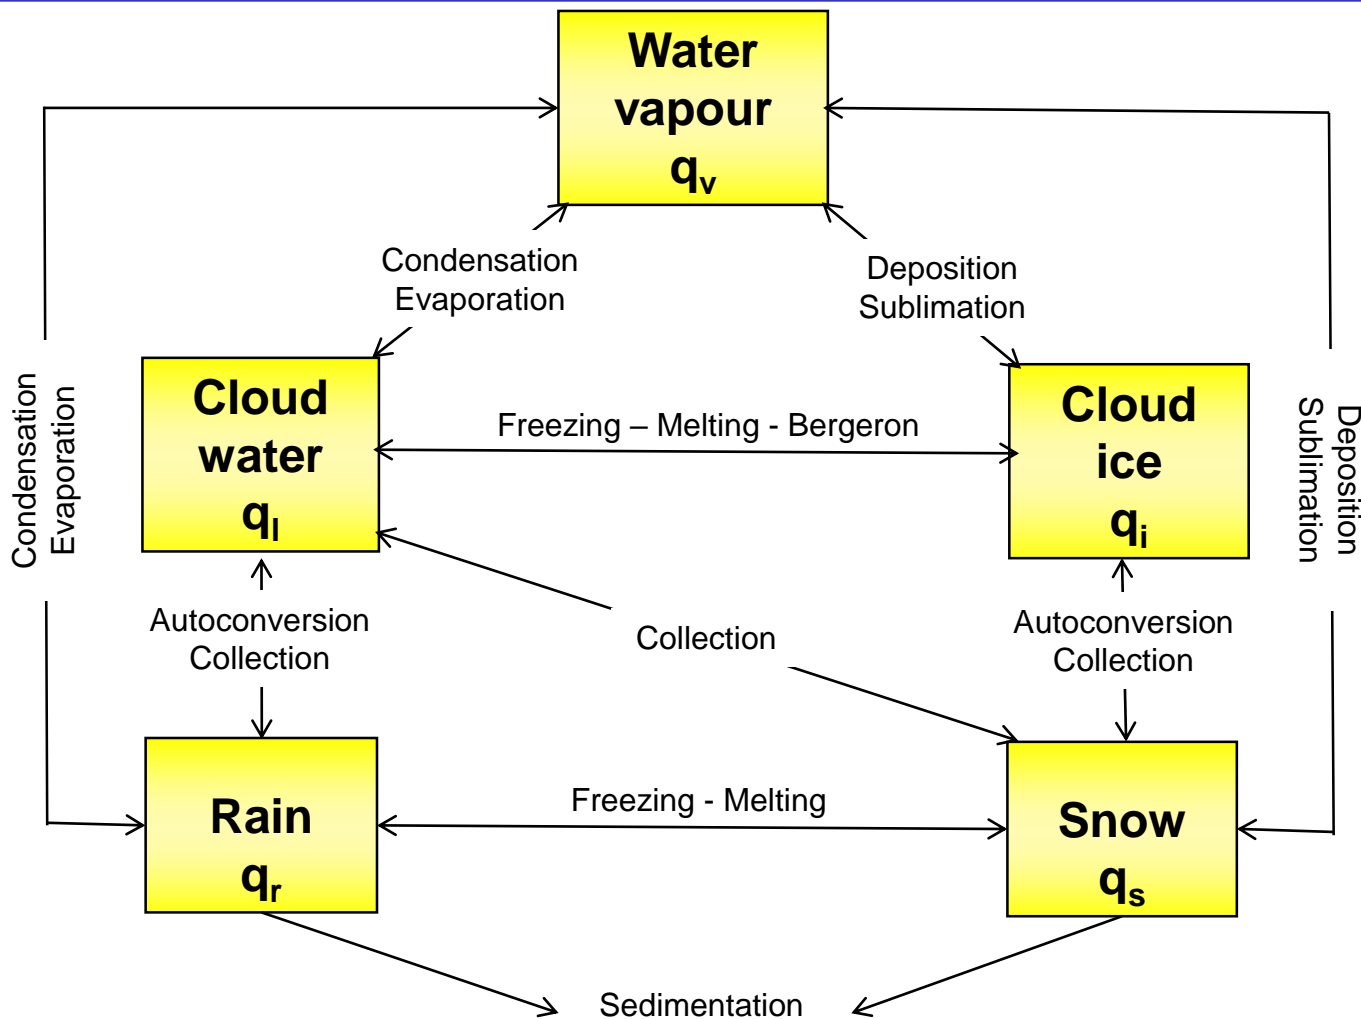 Water
vapour
qv
Condensation
Evaporation
Deposition
Sublimation
Condensation
Evaporation
Cloud
water
ql
Freezing – Melting - Bergeron
Cloud
ice
qi
Deposition
Sublimation
Autoconversion
Collection
Collection
Autoconversion
Collection
Rain
qr
Freezing - Melting
Snow
qs
Sedimentation